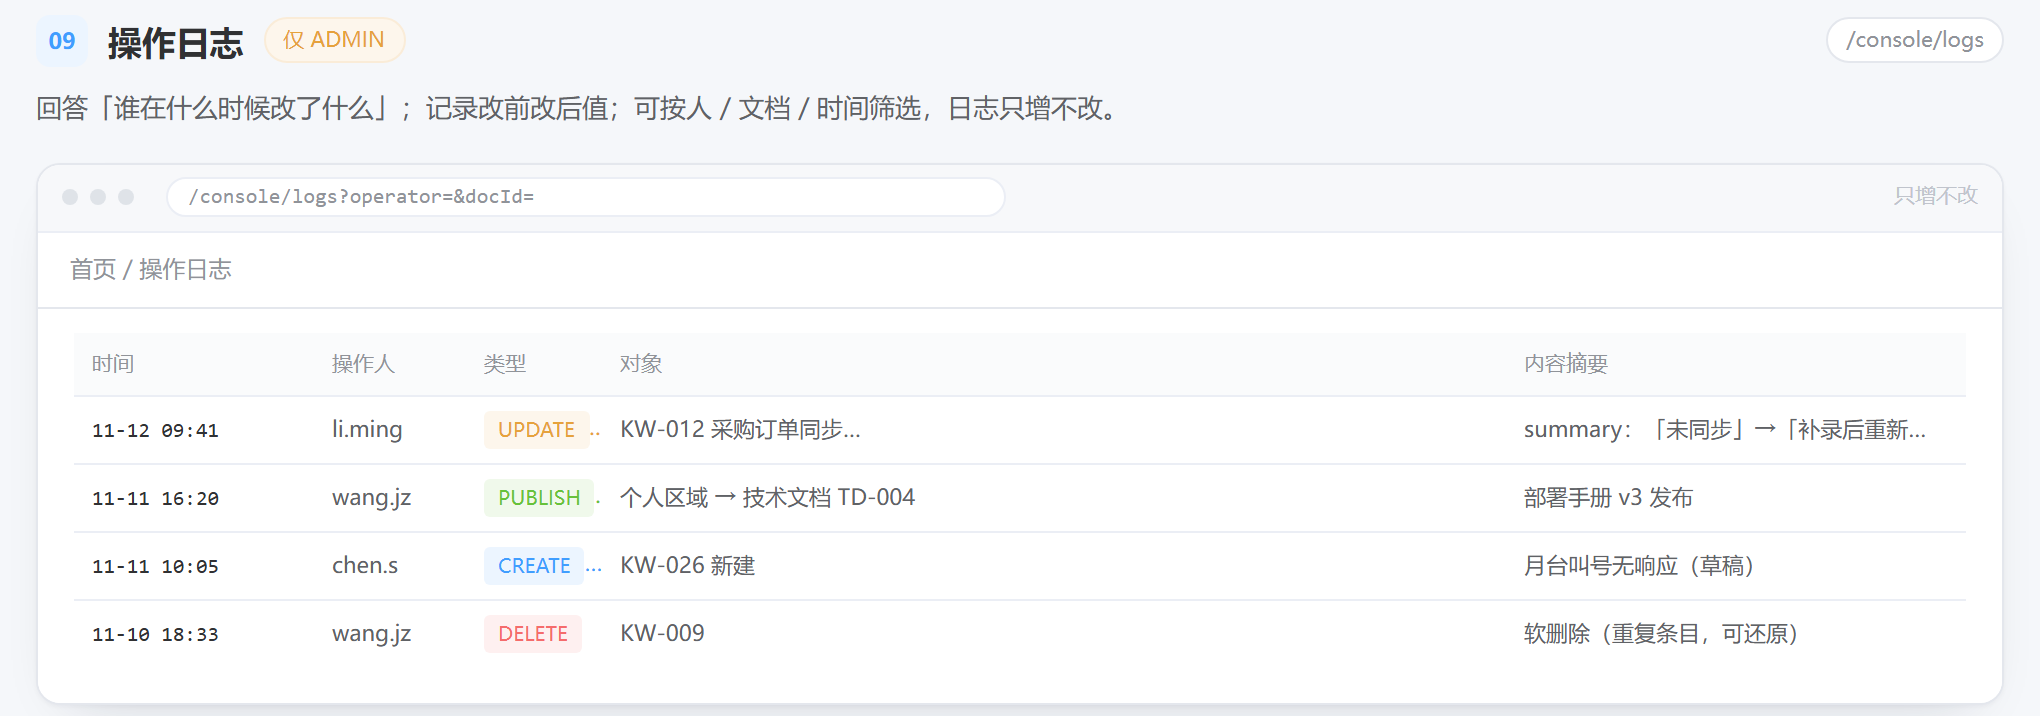 09 操作日志 仅 ADMIN /console/logs
回答「谁在什么时候改了什么」；记录改前改后值；可按人 / 文档 / 时间筛选，日志只增不改。
/console/logs?operator=&docId= 只增不改
首页 / 操作日志
时间 操作人 类型 对象 内容摘要
11-12 09:41 li.ming UPDATE .. KW-012 采购订单同步... summary：「未同步」→「补录后重新...
11-11 16:20 wang.jz PUBLISH . 个人区域 → 技术文档 TD-004 部署手册 v3 发布
11-11 10:05 chen.s CREATE ... KW-026 新建 月台叫号无响应（草稿）
11-10 18:33 wang.jz DELETE KW-009 软删除（重复条目，可还原）